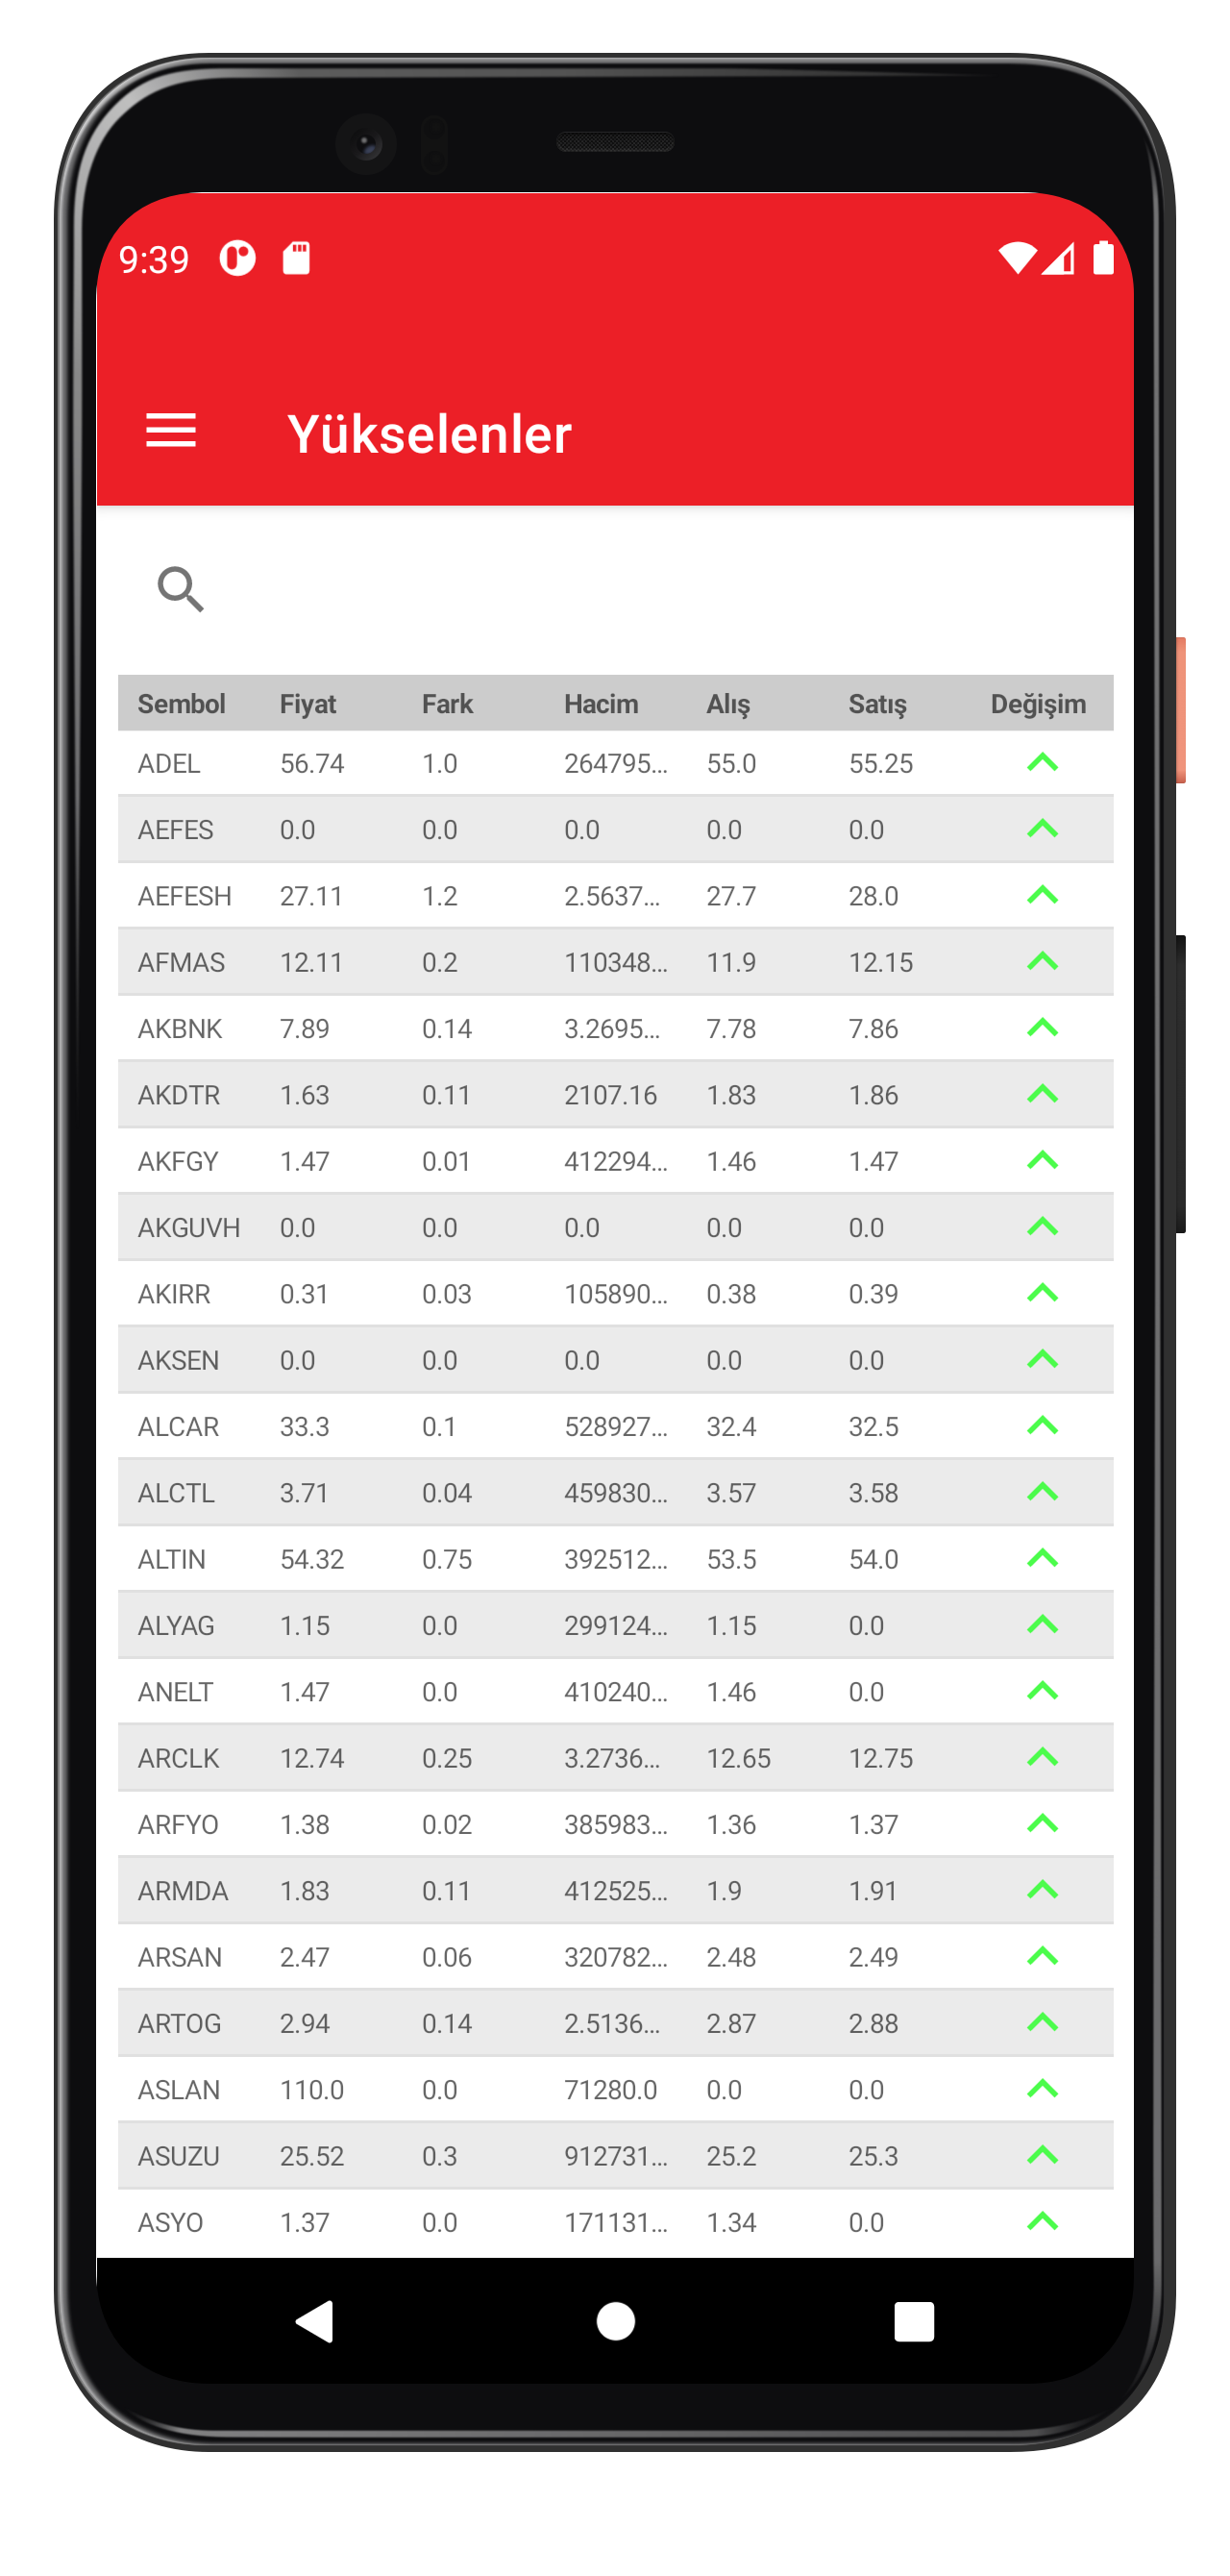 9:39
Yükselenler
Sembol Fiyat Fark Hacim Alış Satış Değişim
ADEL 56.74 1.0 264795... 55.0 55.25
AEFES 0.0 0.0 0.0 0.0 0.0
AEFESH 27.11 1.2 2.5637... 27.7 28.0
AFMAS 12.11 0.2 110348... 11.9 12.15
AKBNK 7.89 0.14 3.2695... 7.78 7.86
AKDTR 1.63 0.11 2107.16 1.83 1.86
AKFGY 1.47 0.01 412294... 1.46 1.47
AKGUVH 0.0 0.0 0.0 0.0 0.0
AKIRR 0.31 0.03 105890... 0.38 0.39
AKSEN 0.0 0.0 0.0 0.0 0.0
ALCAR 33.3 0.1 528927... 32.4 32.5
ALCTL 3.71 0.04 459830... 3.57 3.58
ALTIN 54.32 0.75 392512... 53.5 54.0
ALYAG 1.15 0.0 299124... 1.15 0.0
ANELT 1.47 0.0 410240... 1.46 0.0
ARCLK 12.74 0.25 3.2736... 12.65 12.75
ARFYO 1.38 0.02 385983... 1.36 1.37
ARMDA 1.83 0.11 412525... 1.9 1.91
ARSAN 2.47 0.06 320782... 2.48 2.49
ARTOG 2.94 0.14 2.5136... 2.87 2.88
ASLAN 110.0 0.0 71280.0 0.0 0.0
ASUZU 25.52 0.3 912731... 25.2 25.3
ASYO 1.37 0.0 171131... 1.34 0.0